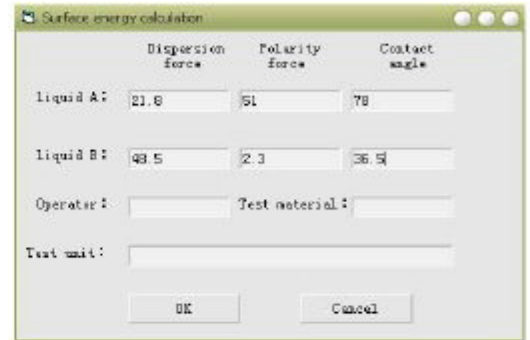 Surface energy calculation
Dispersion force
Polarity force
Contact angle
liquid A: 21.8 51 78
liquid B: 48.5 2.3 36.5
Operator: Test material:
Test unit:
OK Cancel